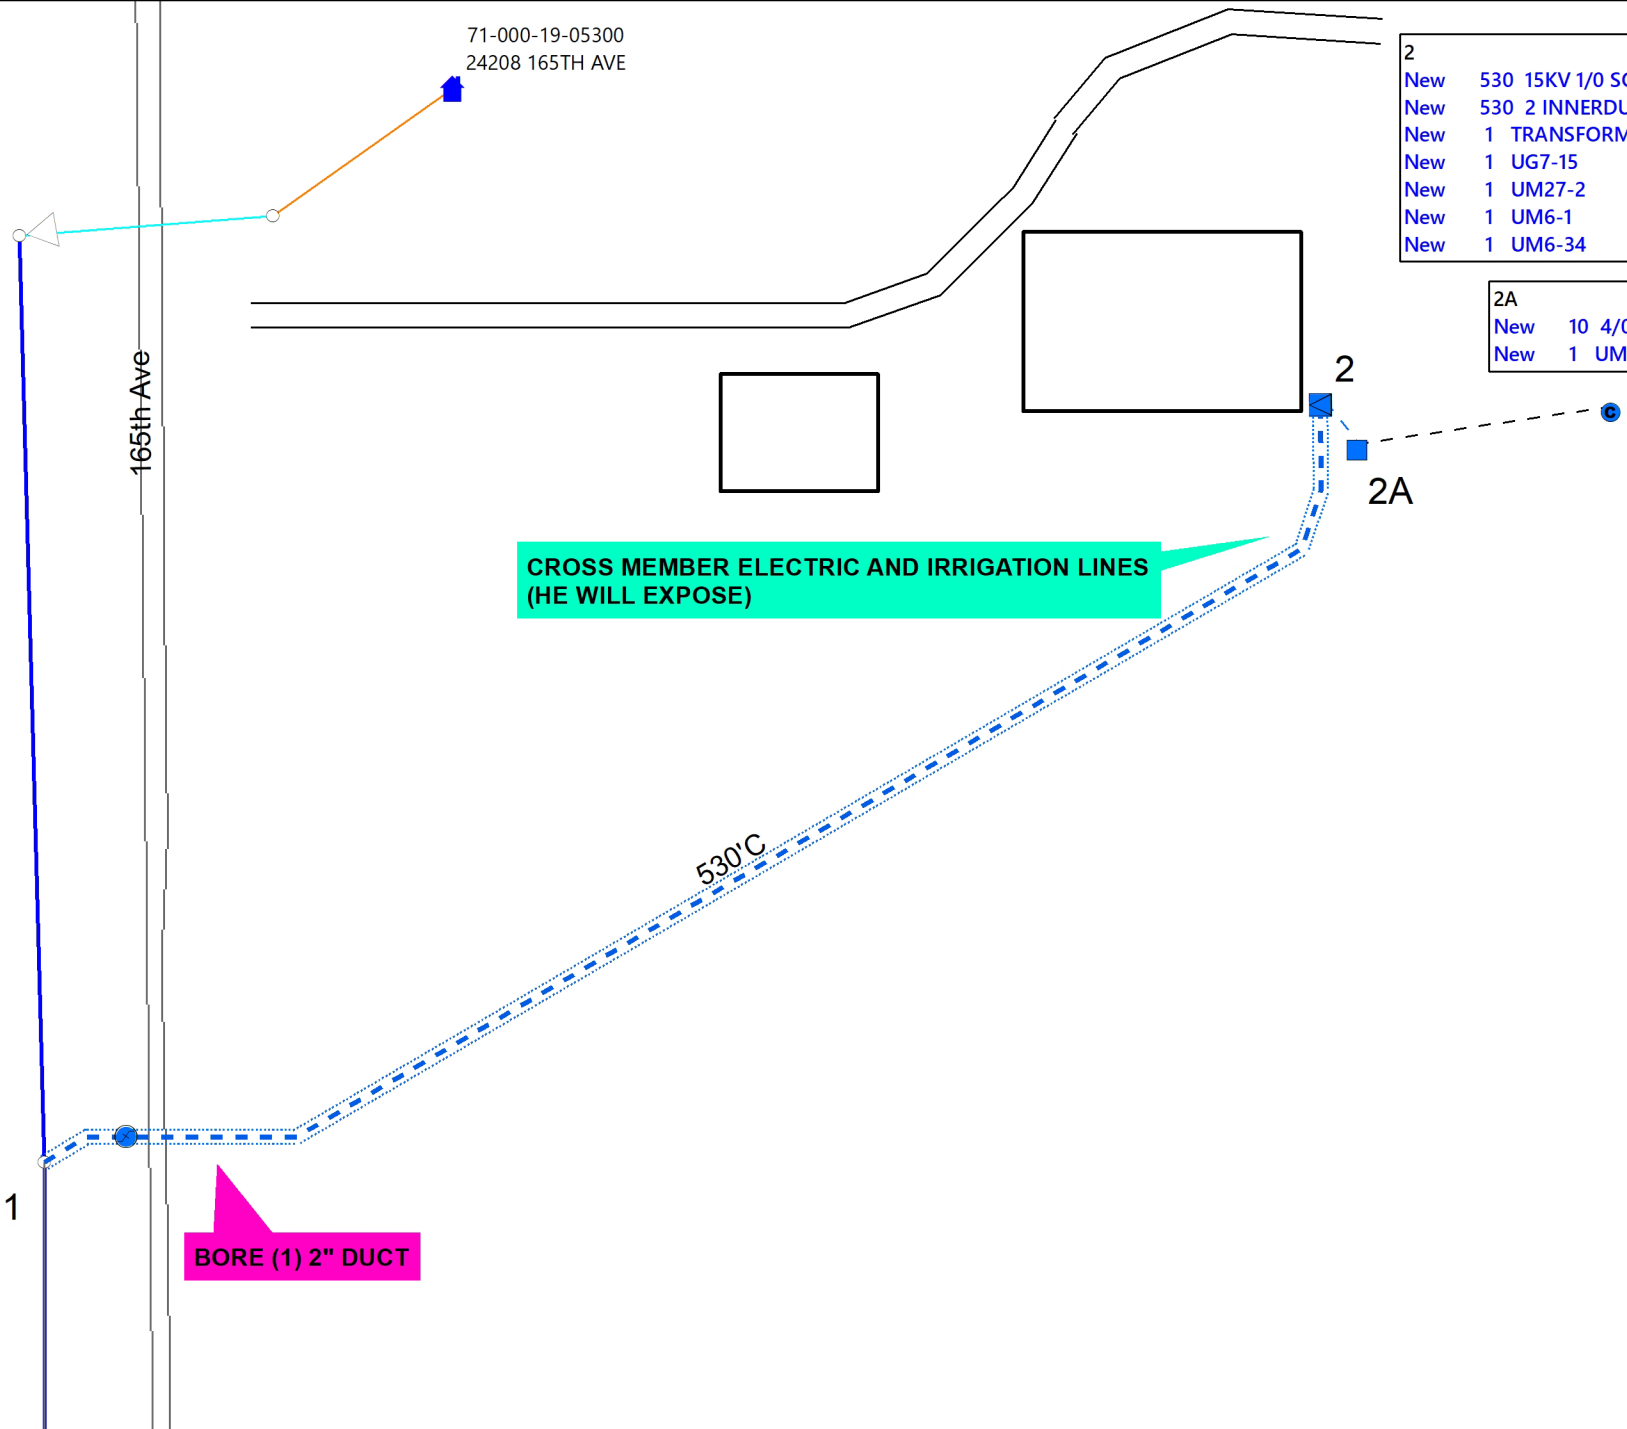 71-000-19-05300
24208 165TH AVE
2
New 530 15KV 1/0
New 530 2
New 1
New 1 UG7-15
New 1 UM27-2
New 1 UM6-1
New 1 UM6-34
2A
New 10
New 1
165th Ave
2
C
2A
CROSS MEMBER ELECTRIC AND IRRIGATION LINES
(HE WILL EXPOSE)
530'C
1
BORE (1) 2" DUCT